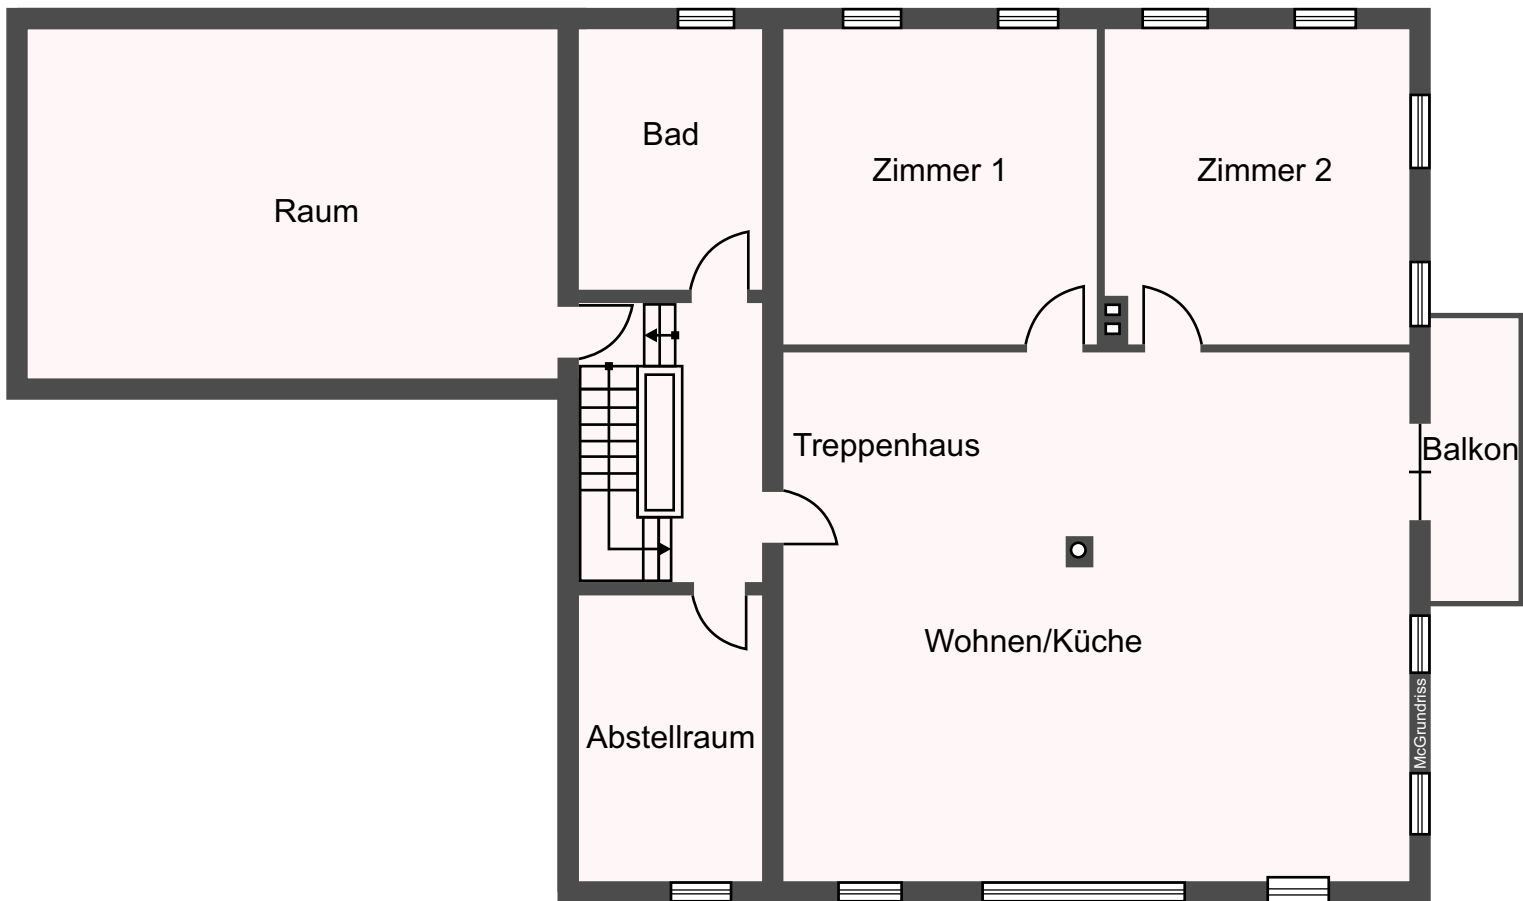 Bad
Zimmer 1
Zimmer 2
Raum
Treppenhaus
Balkon
Wohnen/Küche
McGrundriss
Abstellraum